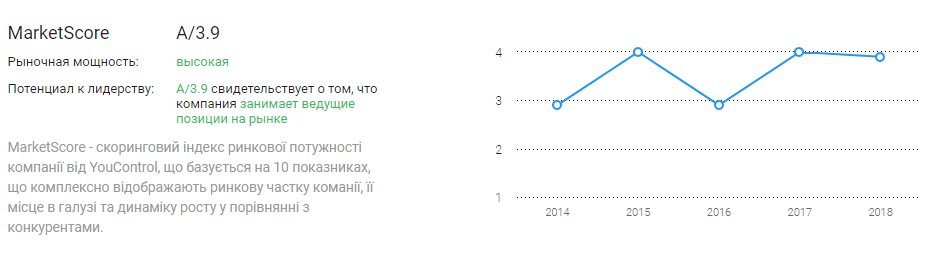 MarketScore A/3.9
Рыночная мощность: высокая
Потенциал к лидерству: A/3.9 свидетельствует о том, что
компания занимает ведущие
позиции на рынке
MarketScore - скоринговий індекс ринкової потужності
компанії від YouControl, що базується на 10 показниках,
що комплексно відображають ринкову частку команії, її
місце в галузі та динаміку росту у порівнянні з
конкурентами.
4
3
2
1
2014 2015 2016 2017 2018